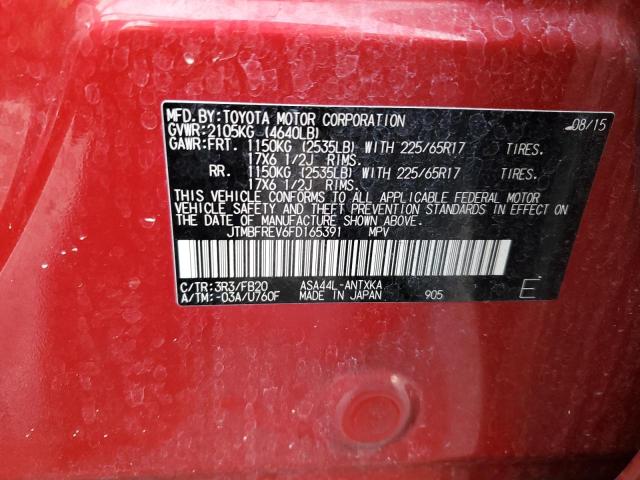 MFD.BY:TOYOTA MOTOR CORPORATION 08/15
GVWR:2105KG (4640LB)
GAWR:FRT. 1150KG (2535LB) WITH 225/65R17 TIRES.
17X6 1/2J RIMS.
RR. 1150KG (2535LB) WITH 225/65R17 TIRES.
17X6 1/2J RIMS.
THIS VEHICLE CONFORMS TO ALL APPLICABLE FEDERAL MOTOR
VEHICLE SAFETY AND THEFT PREVENTION STANDARDS IN EFFECT
ON THE DATE OF MANUFACTURE SHOWN ABOVE.
JTMBFREV6FD165391 MPV
C/TR:3R3/FB20 ASA44L-ANTXKA
A/TM:-03A/U760F MADE IN JAPAN 905 E